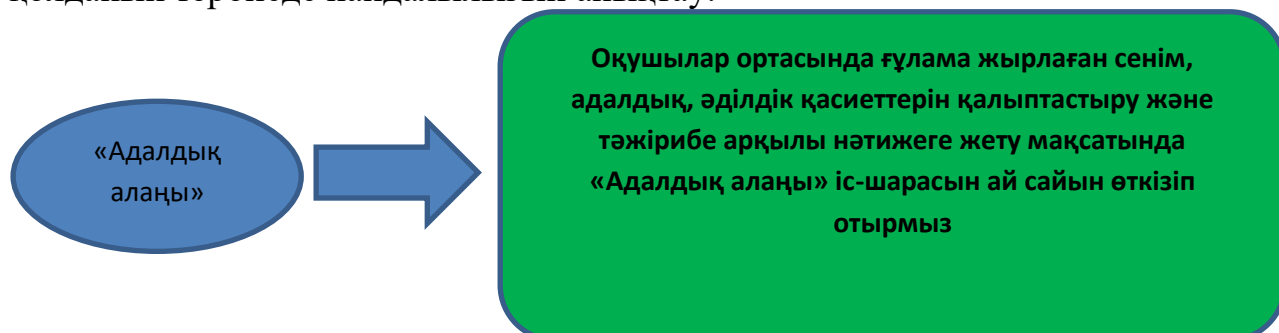 «Адалдық
алаңы»
Оқушылар ортасында ғұлама жырлаған сенім,
адалдық, әділдік қасиеттерін қалыптастыру және
тәжірибе арқылы нәтижеге жету мақсатында
«Адалдық алаңы» іс-шарасын ай сайын өткізіп
отырмыз